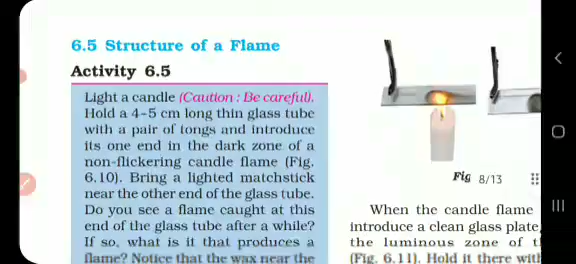 6.5 Structure of a Flame
Activity 6.5
Light a candle (Caution : Be careful).
Hold a 4-5 cm long thin glass tube
with a pair of tongs and introduce
its one end in the dark zone of a
non-flickering candle flame (Fig.
6.10). Bring a lighted matchstick
near the other end of the glass tube.
Do you see a flame caught at this
end of the glass tube after a while?
If so, what is it that produces a
flame? Notice that the wax near the
Fig 8/13
When the candle flame
introduce a clean glass plate
the luminous zone of t
(Fig. 6.11). Hold it there with